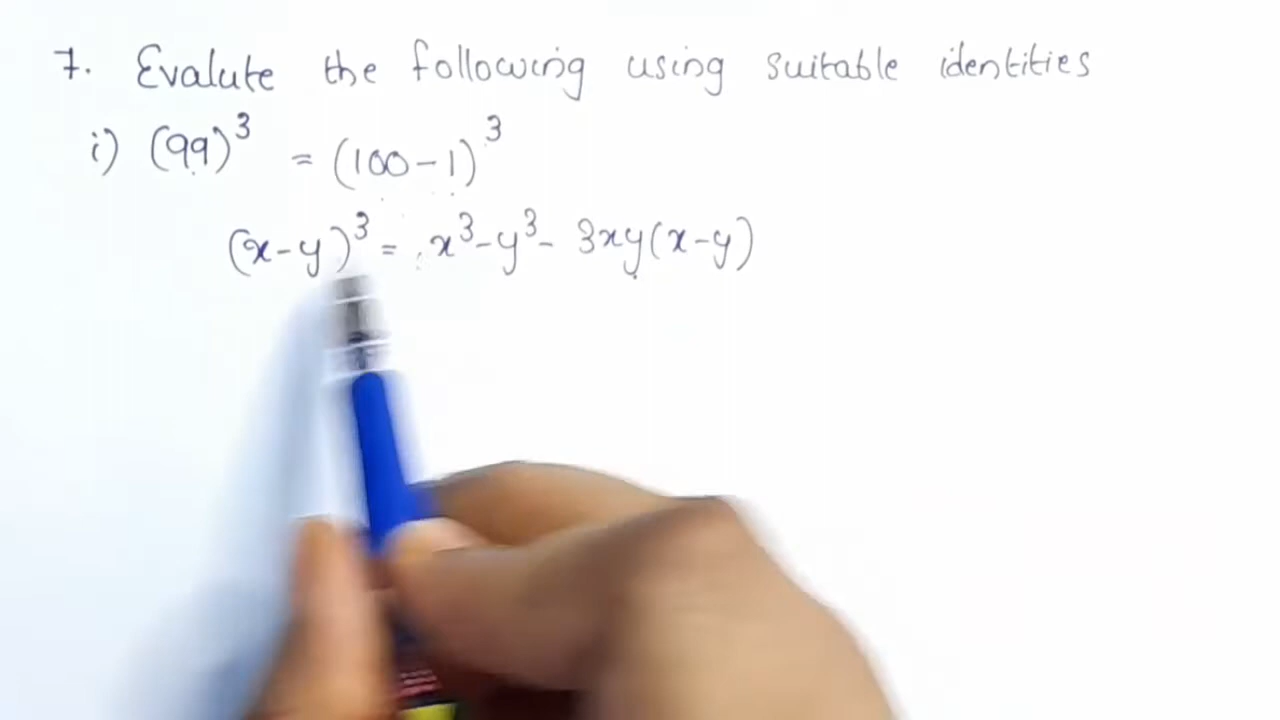 7. Evalute the following using suitable identities
i) (99)³ = (100-1)³
(x-y)³ = x³-y³- 3xy(x-y)